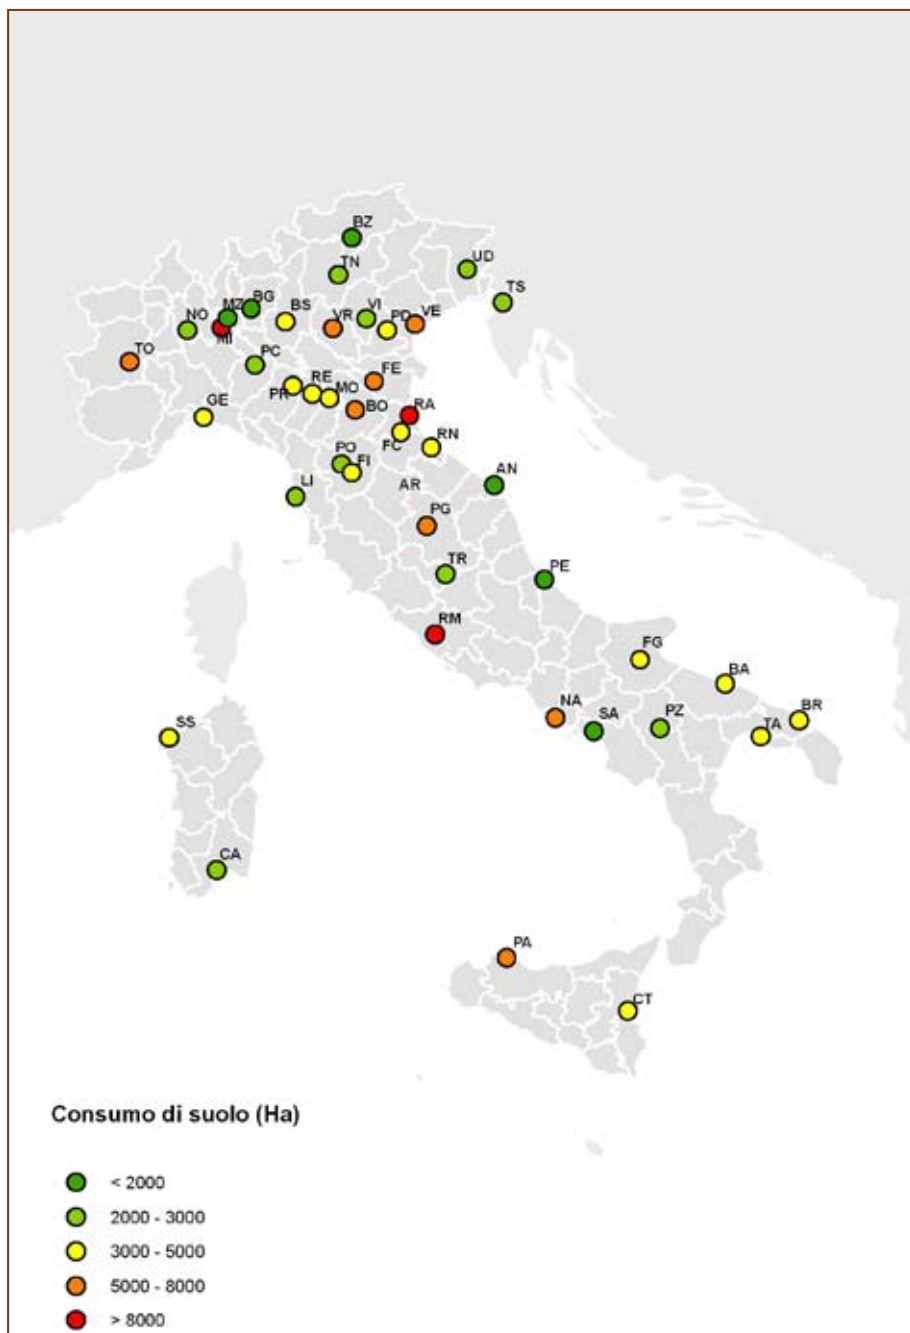 BZ
TN
UD
TS
BG
MZ
NO
MI
BS
VR
VI
PD
VE
TO
PC
PR
RE
MO
FE
BO
RA
GE
FC
RN
PO
FI
LI
AR
AN
PG
TR
PE
RM
FG
BA
NA
SA
PZ
TA
BR
SS
CA
PA
CT
Consumo di suolo (Ha)
< 2000
2000 - 3000
3000 - 5000
5000 - 8000
> 8000